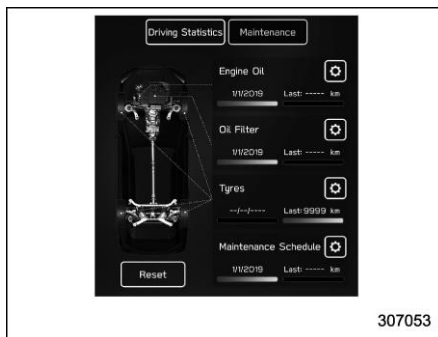 Driving Statistics Maintenance
Engine Oil
1/1/2019 Last: ----- km
Oil Filter
1/1/2019 Last: ----- km
Tyres
--/--/---- Last:9999 km
Maintenance Schedule
1/1/2019 Last: ----- km
Reset
307053